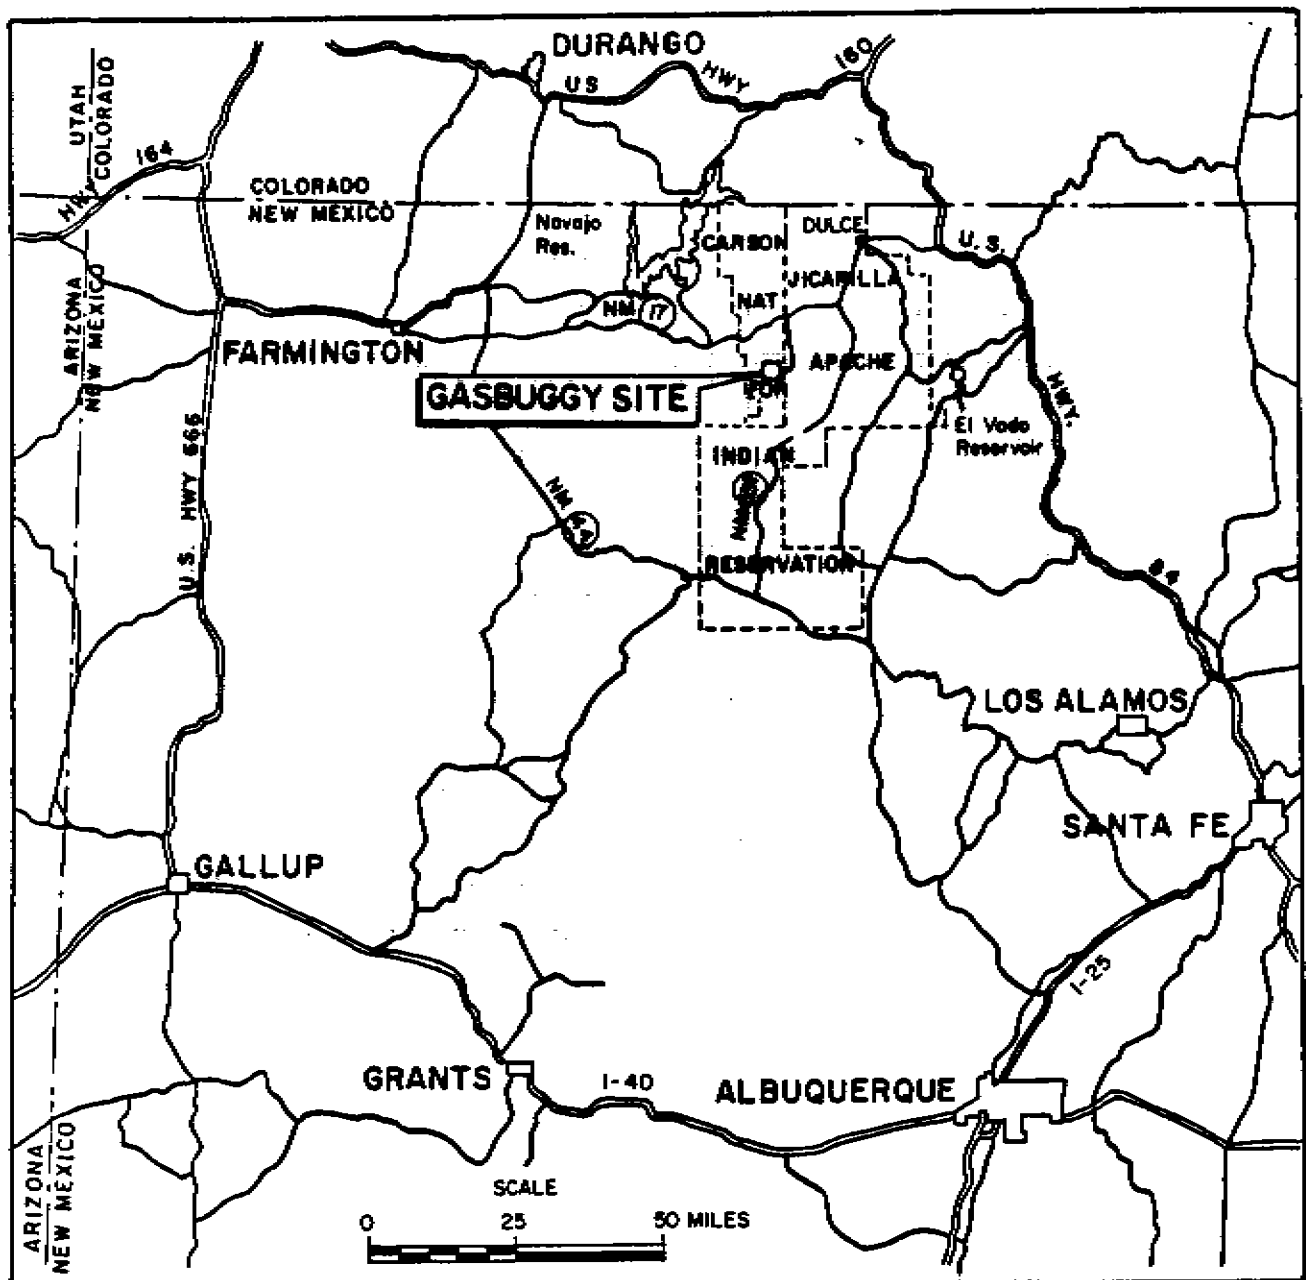 DURANGO
US HWY 160
UTAH
COLORADO
164
COLORADO
NEW MEXICO
Navajo
Res.
CARSON
DULCE
U.S.
JICARILLA
NAT
NM 17
ARIZONA
NEW MEXICO
FARMINGTON
APACHE
GASBUGGY SITE
HWY.
El Vado
Reservoir
U.S. HWY 666
INDIAN
NM 44
RESERVATION
84
LOS ALAMOS
SANTA FE
GALLUP
I-25
GRANTS
I-40
ALBUQUERQUE
ARIZONA
NEW MEXICO
SCALE
0 25 50 MILES